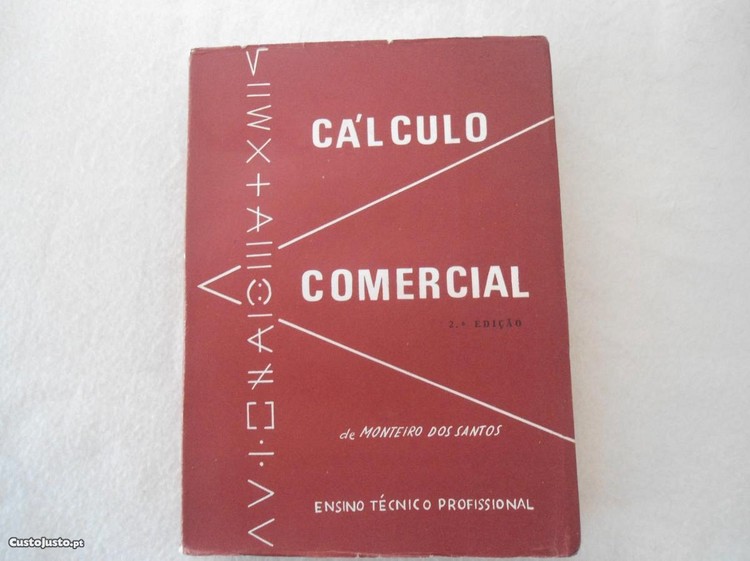 CÁLCULO
COMERCIAL
2.ª EDIÇÃO
de MONTEIRO DOS SANTOS
ENSINO TÉCNICO PROFISSIONAL
CustoJusto.pt